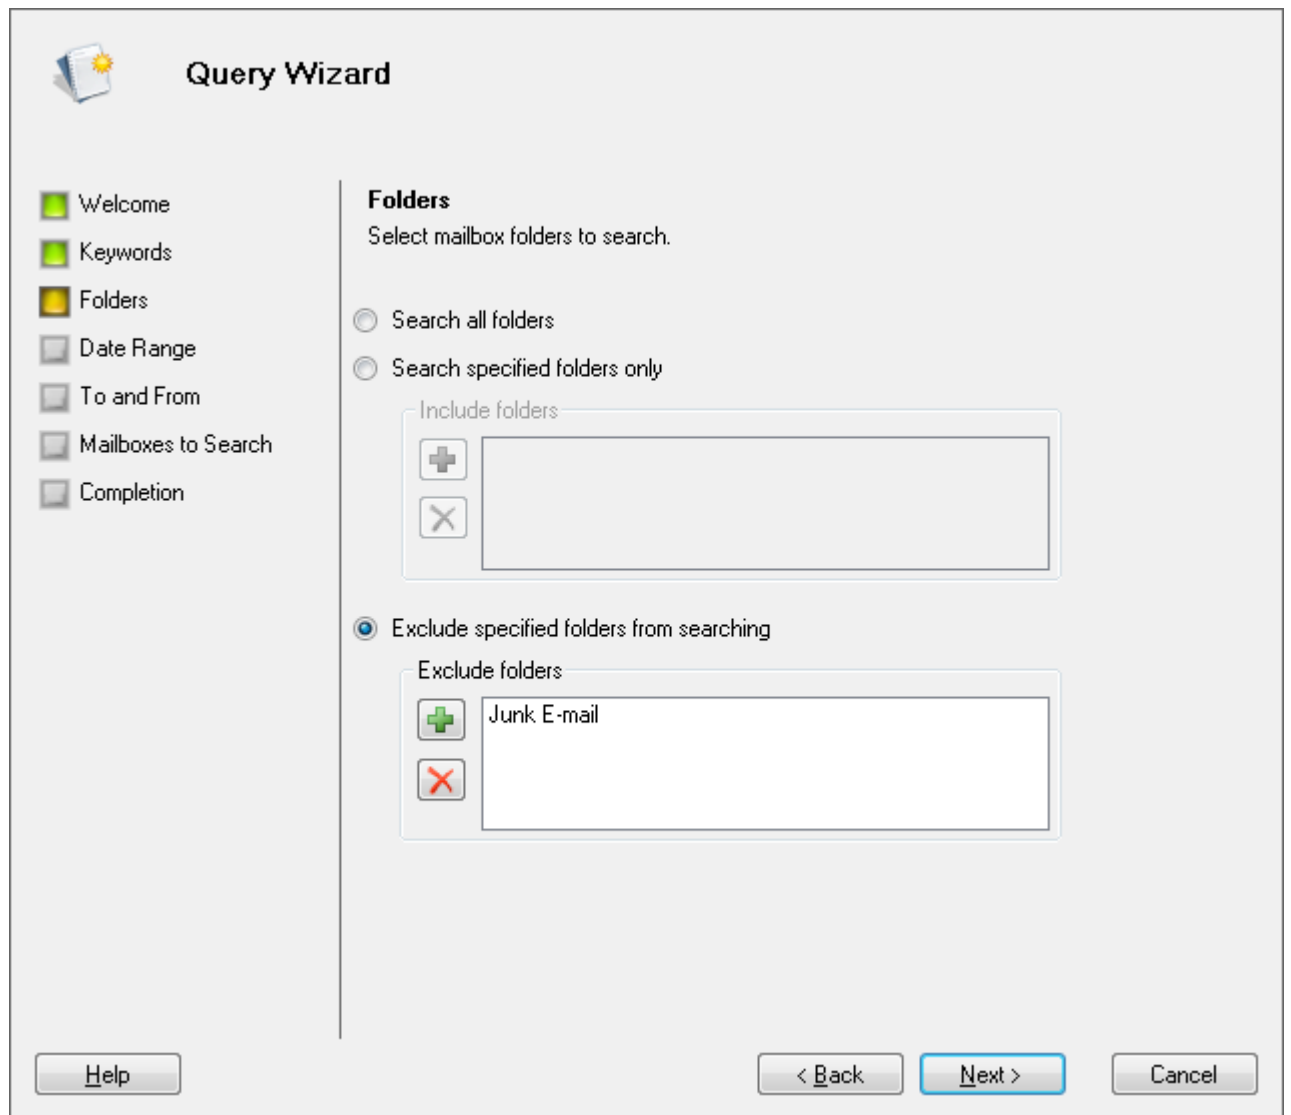 Query Wizard
Welcome
Keywords
Folders
Date Range
To and From
Mailboxes to Search
Completion
Folders
Select mailbox folders to search.
Search all folders
Search specified folders only
Include folders
Exclude specified folders from searching
Exclude folders
Junk E-mail
Help
< Back
Next >
Cancel